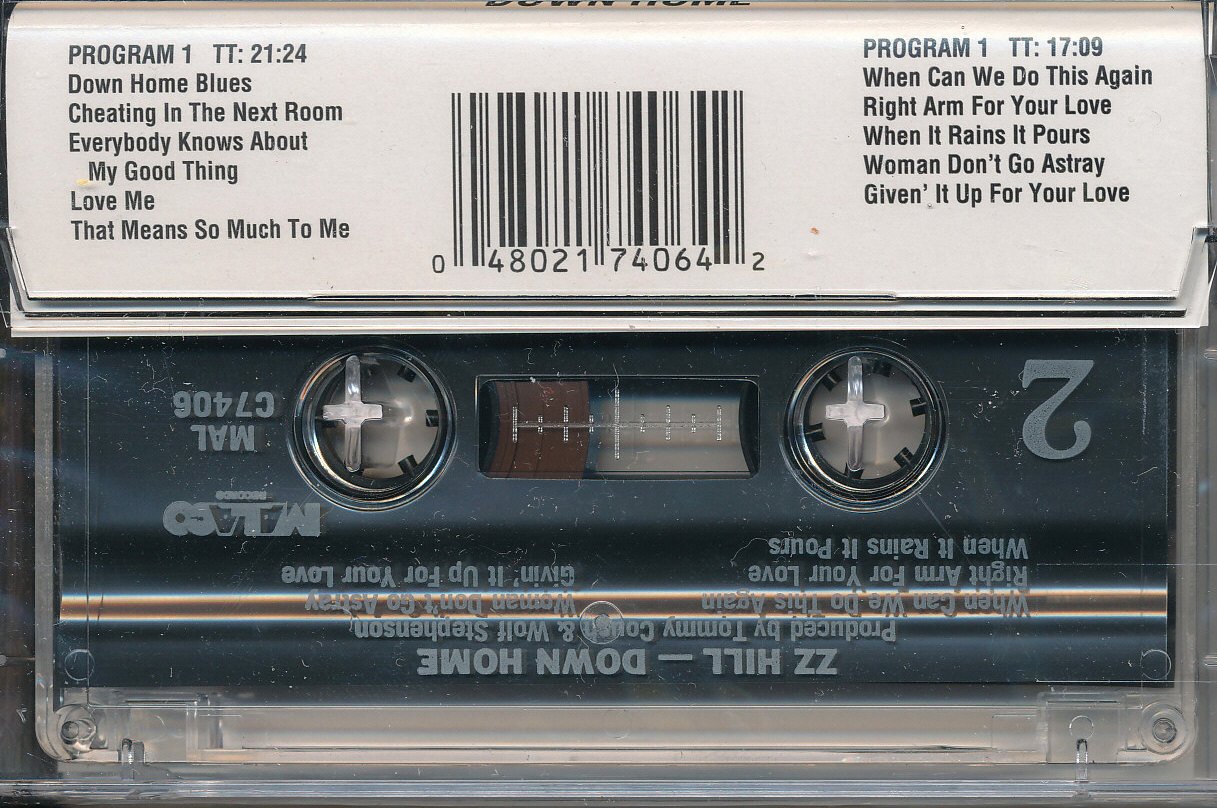 DOWN HOME
PROGRAM 1 TT: 21:24
Down Home Blues
Cheating In The Next Room
Everybody Knows About
My Good Thing
Love Me
That Means So Much To Me
0 48021 74064 2
PROGRAM 1 TT: 17:09
When Can We Do This Again
Right Arm For Your Love
When It Rains It Pours
Woman Don't Go Astray
Given' It Up For Your Love
ZZ HILL — DOWN HOME
Produced by Tommy Couch & Wolf Stephenson,
When Can We Do This Again
Right Arm For Your Love
When It Rains It Pours
Woman Don't Go Astray
Givin' It Up For Your Love
MALACO
RECORDS
MAL
C7406
2